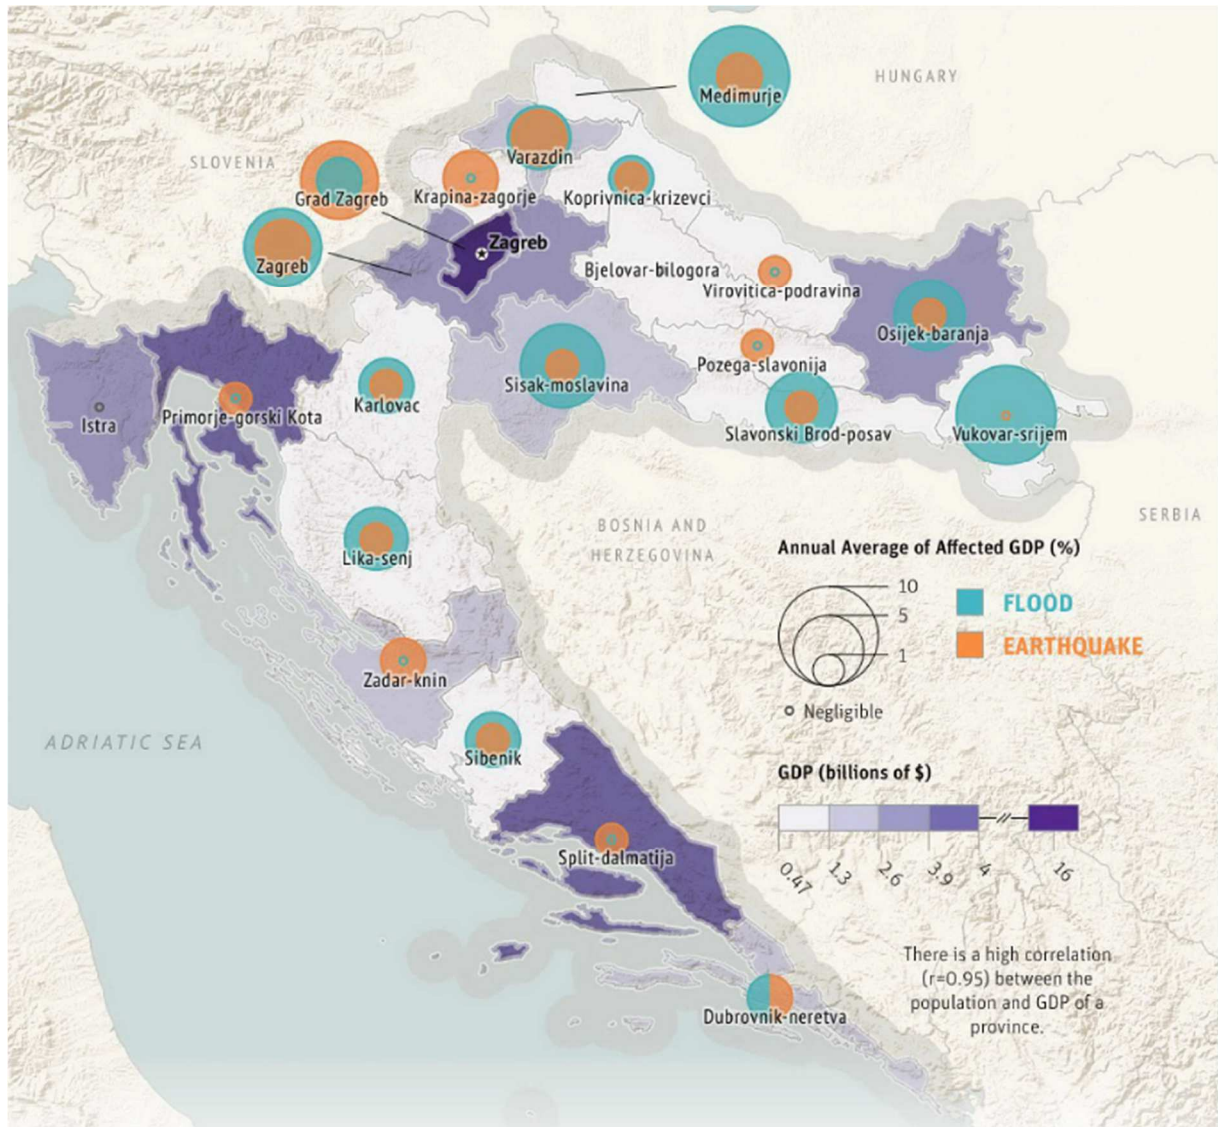 HUNGARY
Medimurje
SLOVENIA
Varazdin
Grad Zagreb
Krapina-zagorje
Koprivnica-krizevci
Zagreb
Zagreb
Bjelovar-bilogora
Virovitica-podravina
Osijek-baranja
Pozega-slavonija
Sisak-moslavina
Karlovac
Primorje-gorski Kota
Istra
Slavonski Brod-posav
Vukovar-srijem
BOSNIA AND
HERZEGOVINA
SERBIA
Lika-senj
Zadar-knin
ADRIATIC SEA
Sibenik
Split-dalmatija
Dubrovnik-neretva
Annual Average of Affected GDP (%)
10
5
1
Negligible
FLOOD
EARTHQUAKE
GDP (billions of $)
0.47
1.3
2.6
3.9
4
16
There is a high correlation
(r=0.95) between the
population and GDP of a
province.